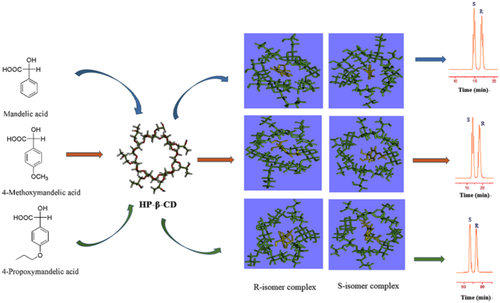 OH
HOOC
H
Mandelic acid
OH
HOOC
H
OCH₃
4-Methoxymandelic acid
OH
HOOC
H
O
4-Propoxymandelic acid
HP-β-CD
R-isomer complex
S-isomer complex
S R
Time (min)
S R
Time (min)
S R
Time (min)